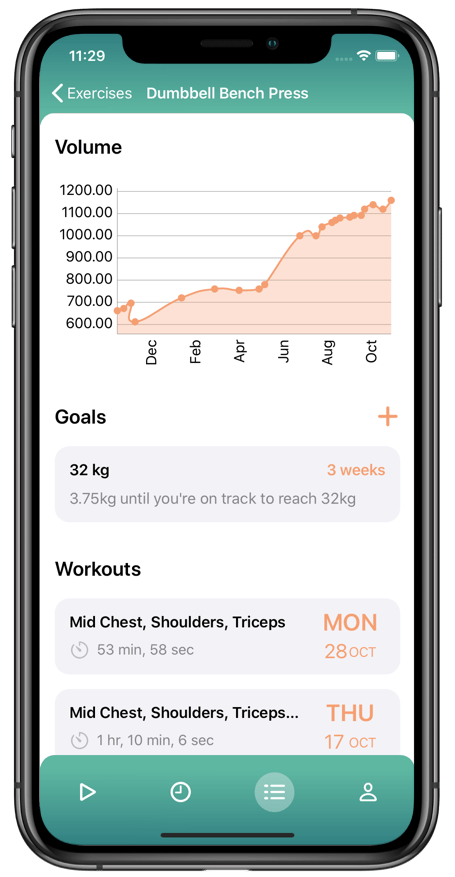 11:29
Exercises Dumbbell Bench Press
Volume
1200.00
1100.00
1000.00
900.00
800.00
700.00
600.00
Dec Feb Apr Jun Aug Oct
Goals
32 kg 3 weeks
3.75kg until you're on track to reach 32kg
Workouts
Mid Chest, Shoulders, Triceps MON
53 min, 58 sec 28 OCT
Mid Chest, Shoulders, Triceps... THU
1 hr, 10 min, 6 sec 17 OCT